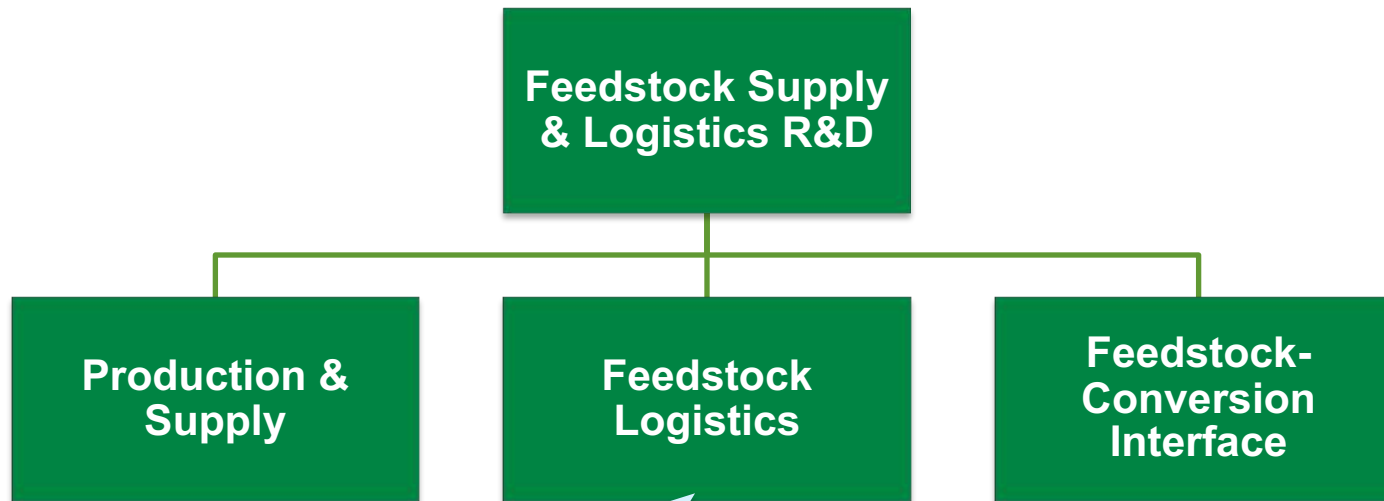 Feedstock Supply
& Logistics R&D
Production &
Supply
Feedstock
Logistics
Feedstock-
Conversion
Interface